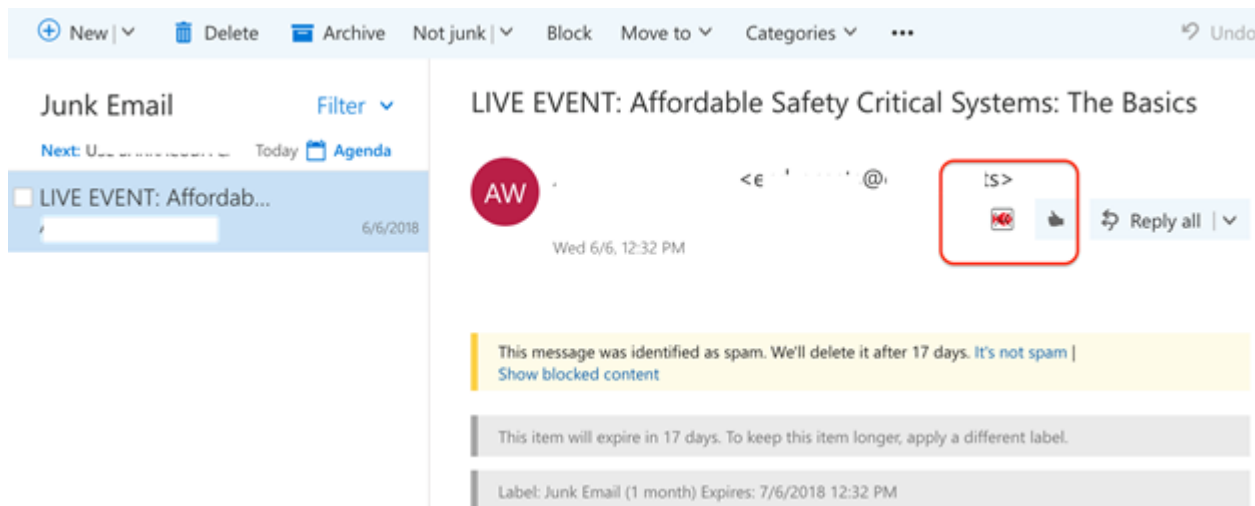 New | Delete Archive Not junk | Block Move to Categories ••• Undo
Junk Email Filter
Next: Today Agenda
LIVE EVENT: Affordab...
6/6/2018
LIVE EVENT: Affordable Safety Critical Systems: The Basics
AW
@ ts>
Reply all |
Wed 6/6, 12:32 PM
This message was identified as spam. We'll delete it after 17 days. It's not spam |
Show blocked content
This item will expire in 17 days. To keep this item longer, apply a different label.
Label: Junk Email (1 month) Expires: 7/6/2018 12:32 PM